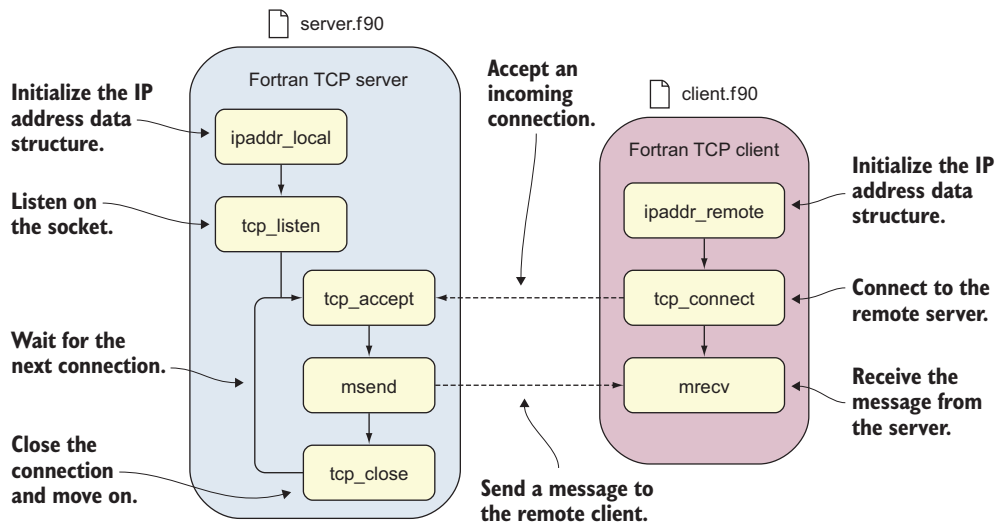 server.f90
Fortran TCP server
Initialize the IP
address data
structure.
ipaddr_local
Listen on
the socket.
tcp_listen
Accept an
incoming
connection.
client.f90
Fortran TCP client
Initialize the IP
address data
structure.
ipaddr_remote
tcp_accept
tcp_connect
Connect to the
remote server.
Wait for the
next connection.
msend
mrecv
Receive the
message from
the server.
Close the
connection
and move on.
tcp_close
Send a message to
the remote client.